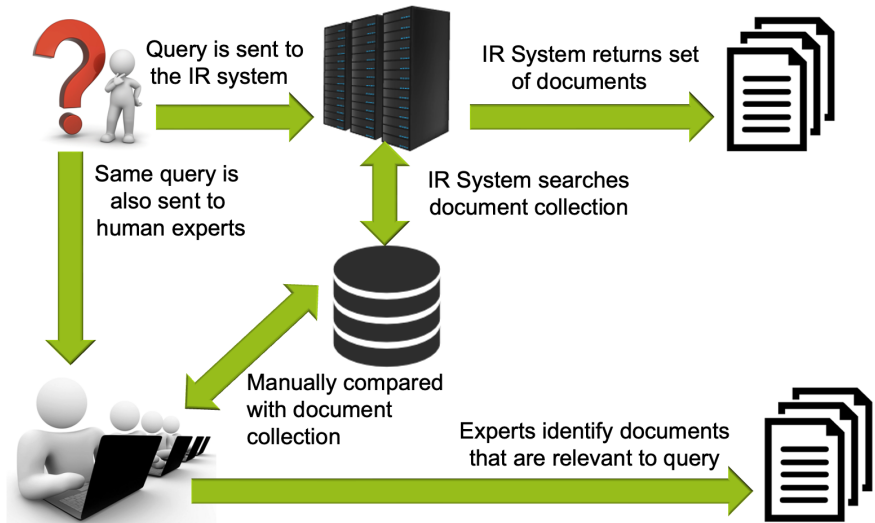 Query is sent to
the IR system
IR System returns set
of documents
Same query is
also sent to
human experts
IR System searches
document collection
Manually compared
with document
collection
Experts identify documents
that are relevant to query